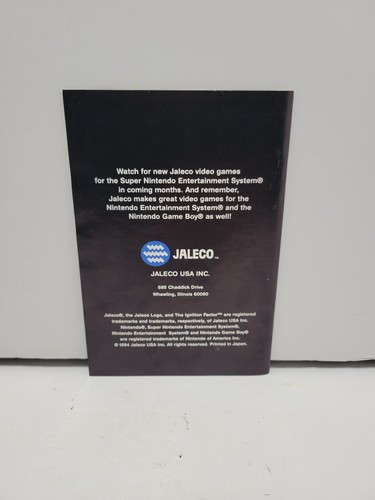 Watch for new Jaleco video games
for the Super Nintendo Entertainment System®
in coming months. And remember,
Jaleco makes great video games for the
Nintendo Entertainment System® and the
Nintendo Game Boy® as well!
JALECO™
JALECO USA INC.
685 Chaddick Drive
Wheeling, Illinois 60090
Jaleco®, the Jaleco Logo, and The Ignition Factor™ are registered
trademarks and trademarks, respectively, of Jaleco USA Inc.
Nintendo®, Super Nintendo Entertainment System®,
Nintendo Entertainment System® and Nintendo Game Boy®
are registered trademarks of Nintendo of America Inc.
© 1994 Jaleco USA Inc. All rights reserved. Printed in Japan.